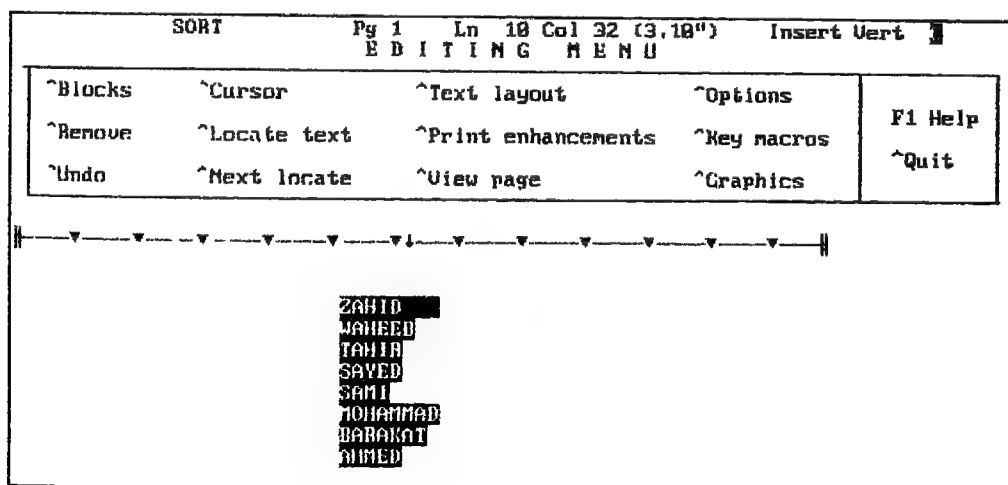 SORT Pg 1 Ln 10 Col 32 (3.10") Insert Vert
EDITING MENU
^Blocks ^Cursor ^Text layout ^Options
F1 Help
^Remove ^Locate text ^Print enhancements ^Key macros
^Quit
^Undo ^Next locate ^View page ^Graphics
ZAHID
WAHEED
TAHIR
SAYED
SAMI
MOHAMMAD
BARAKAT
AHMED